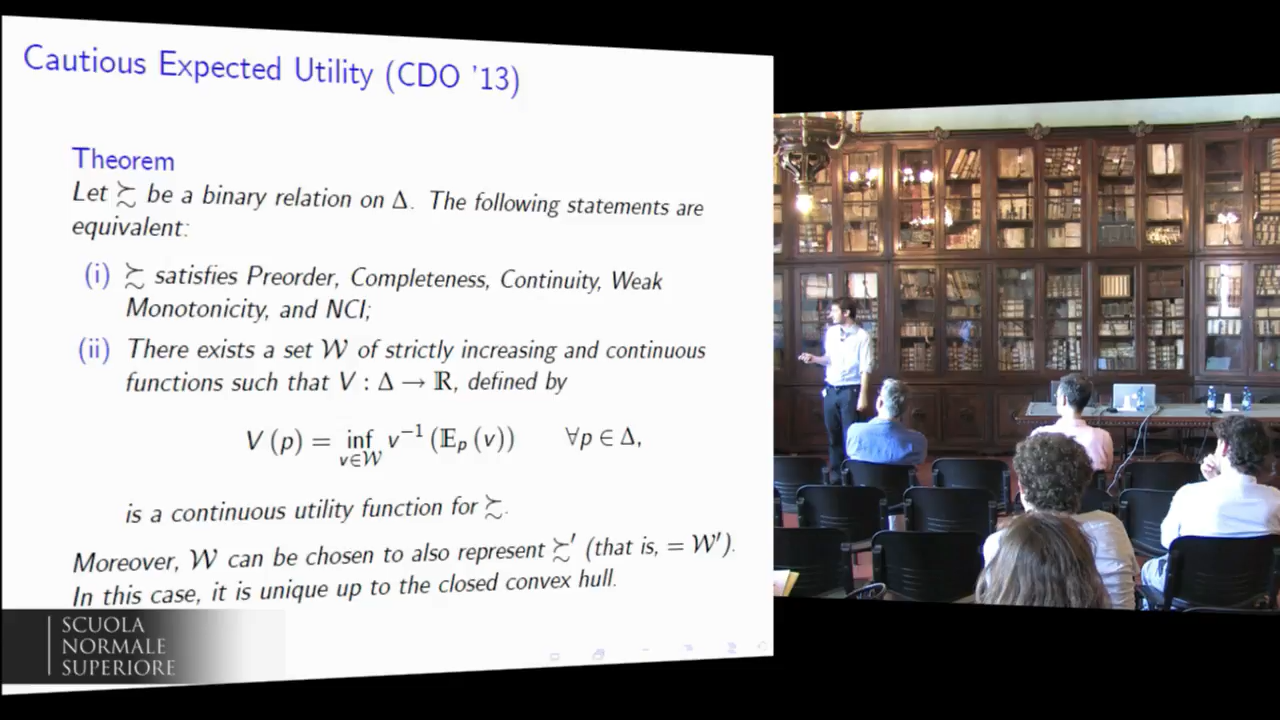 Cautious Expected Utility (CDO '13)
Theorem
Let ≿ be a binary relation on Δ. The following statements are
equivalent:
(i) ≿ satisfies Preorder, Completeness, Continuity, Weak
Monotonicity, and NCI;
(ii) There exists a set 𝒲 of strictly increasing and continuous
functions such that V : Δ → ℝ, defined by
V (p) = inf v∈𝒲 v⁻¹ (𝔼ₚ (v)) ∀p ∈ Δ,
is a continuous utility function for ≿.
Moreover, 𝒲 can be chosen to also represent ≿′ (that is, = 𝒲′).
In this case, it is unique up to the closed convex hull.
SCUOLA
NORMALE
SUPERIORE